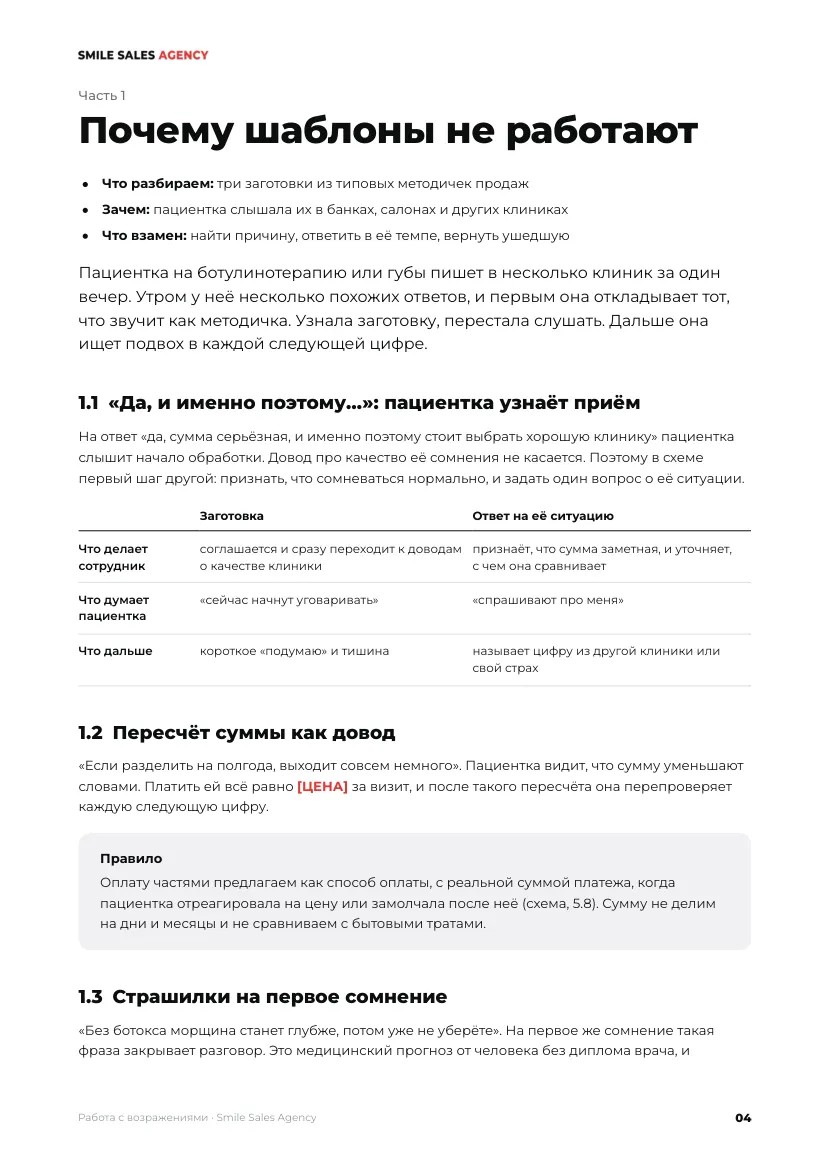 SMILE SALES AGENCY
Часть 1
Почему шаблоны не работают
• Что разбираем: три заготовки из типовых методичек продаж
• Зачем: пациентка слышала их в банках, салонах и других клиниках
• Что взамен: найти причину, ответить в её темпе, вернуть ушедшую
Пациентка на ботулинотерапию или губы пишет в несколько клиник за один
вечер. Утром у неё несколько похожих ответов, и первым она откладывает тот,
что звучит как методичка. Узнала заготовку, перестала слушать. Дальше она
ищет подвох в каждой следующей цифре.
1.1 «Да, и именно поэтому…»: пациентка узнаёт приём
На ответ «да, сумма серьёзная, и именно поэтому стоит выбрать хорошую клинику» пациентка
слышит начало обработки. Довод про качество её сомнения не касается. Поэтому в схеме
первый шаг другой: признать, что сомневаться нормально, и задать один вопрос о её ситуации.
Заготовка Ответ на её ситуацию
Что делает соглашается и сразу переходит к доводам признаёт, что сумма заметная, и уточняет,
сотрудник о качестве клиники с чем она сравнивает
Что думает «сейчас начнут уговаривать» «спрашивают про меня»
пациентка
Что дальше короткое «подумаю» и тишина называет цифру из другой клиники или
свой страх
1.2 Пересчёт суммы как довод
«Если разделить на полгода, выходит совсем немного». Пациентка видит, что сумму уменьшают
словами. Платить ей всё равно [ЦЕНА] за визит, и после такого пересчёта она перепроверяет
каждую следующую цифру.
Правило
Оплату частями предлагаем как способ оплаты, с реальной суммой платежа, когда
пациентка отреагировала на цену или замолчала после неё (схема, 5.8). Сумму не делим
на дни и месяцы и не сравниваем с бытовыми тратами.
1.3 Страшилки на первое сомнение
«Без ботокса морщина станет глубже, потом уже не уберёте». На первое же сомнение такая
фраза закрывает разговор. Это медицинский прогноз от человека без диплома врача, и
Работа с возражениями · Smile Sales Agency 04